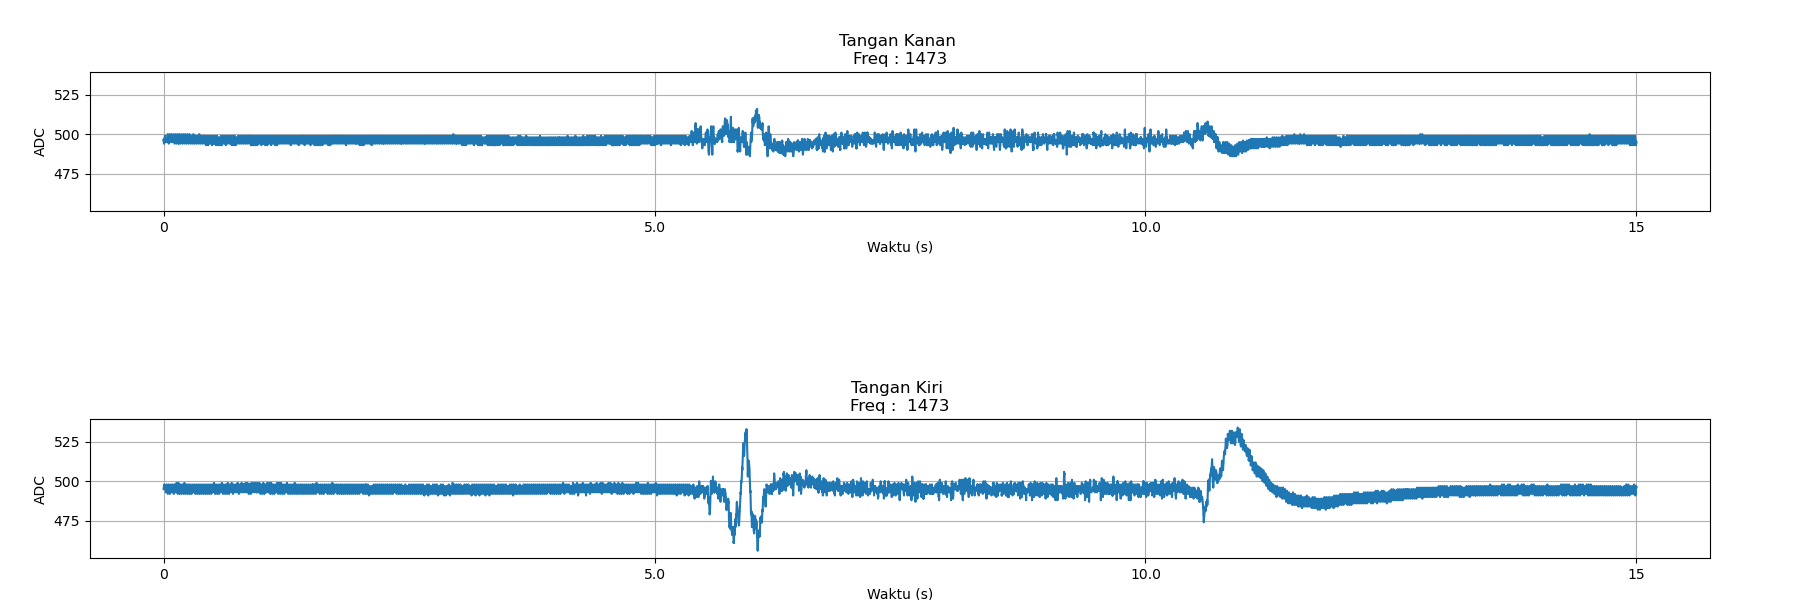 Tangan Kanan
Freq : 1473
525
500
475
ADC
0 5.0 10.0 15
Waktu (s)
Tangan Kiri
Freq :  1473
525
500
475
ADC
0 5.0 10.0 15
Waktu (s)